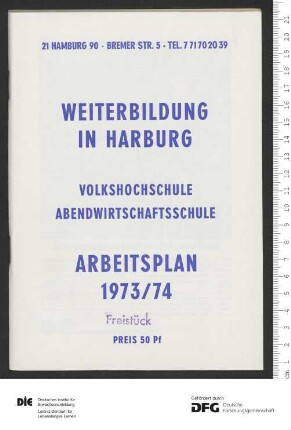 21 HAMBURG 90 - BREMER STR. 5 - TEL. 7 71 70 20 39
WEITERBILDUNG
IN HARBURG
VOLKSHOCHSCHULE
ABENDWIRTSCHAFTSSCHULE
ARBEITSPLAN
1973/74
Freistück
PREIS 50 Pf
DIE
Deutsches Institut für
Erwachsenenbildung
Leibniz-Zentrum für
Lebenslanges Lernen
Gefördert durch
DFG Deutsche
Forschungsgemeinschaft